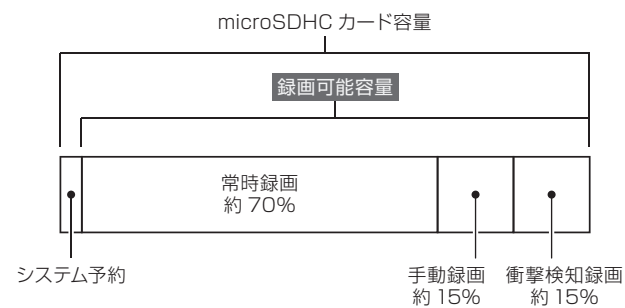 microSDHC カード容量
録画可能容量
常時録画
約 70%
システム予約
手動録画
約 15%
衝撃検知録画
約 15%